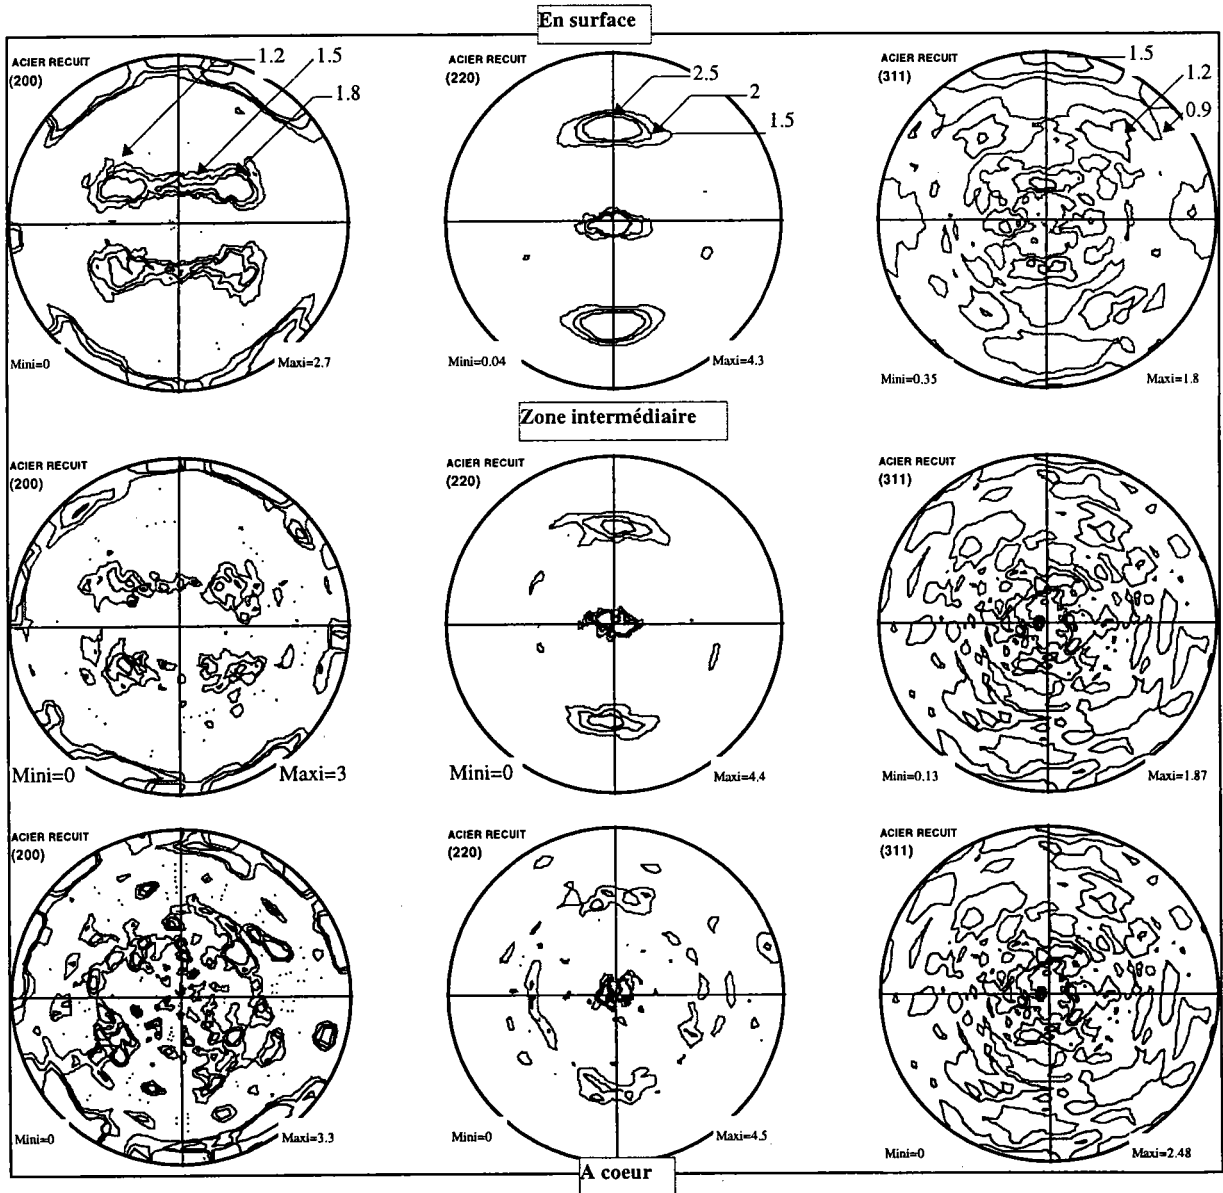 En surface
ACIER RECUIT
(200)
1.2
1.5
1.8
Mini=0
Maxi=2.7
ACIER RECUIT
(220)
2.5
2
1.5
Mini=0.04
Maxi=4.3
ACIER RECUIT
(311)
1.5
1.2
0.9
Mini=0.35
Maxi=1.8
Zone intermédiaire
ACIER RECUIT
(200)
Mini=0
Maxi=3
ACIER RECUIT
(220)
Mini=0
Maxi=4.4
ACIER RECUIT
(311)
Mini=0.13
Maxi=1.87
ACIER RECUIT
(200)
Mini=0
Maxi=3.3
ACIER RECUIT
(220)
Mini=0
Maxi=4.5
ACIER RECUIT
(311)
Mini=0
Maxi=2.48
A coeur